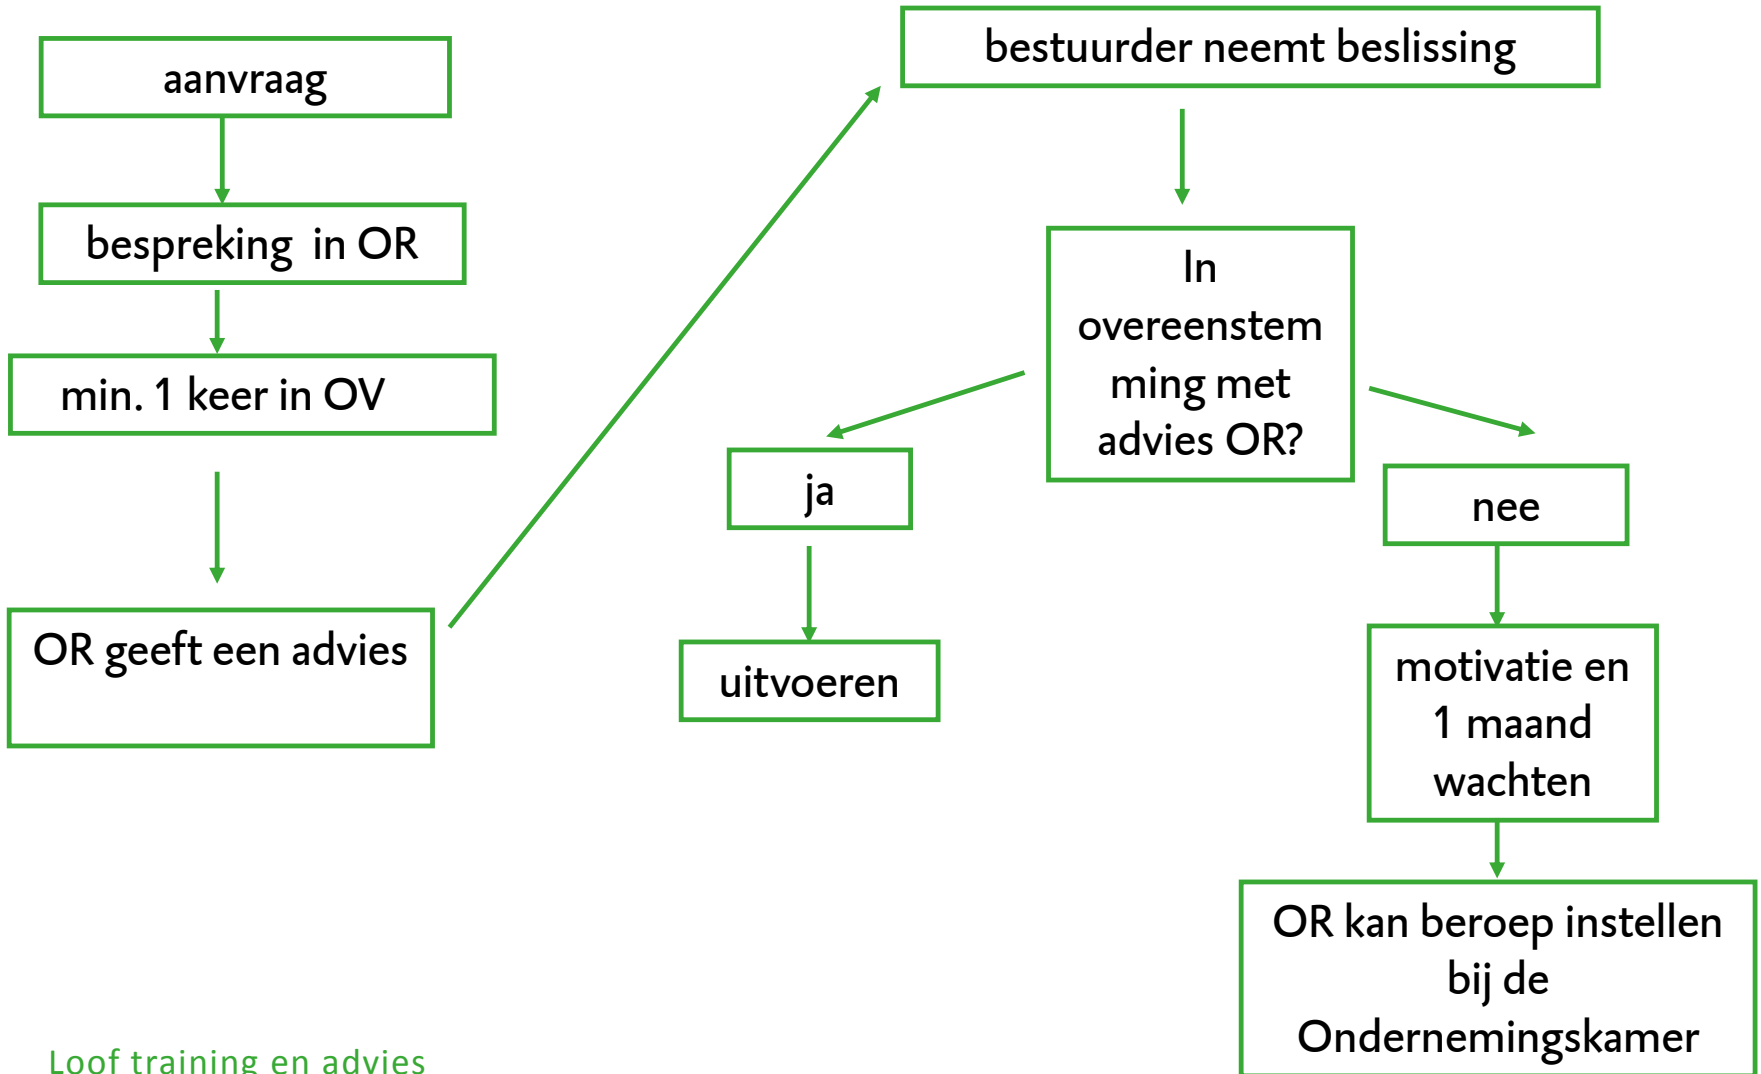 aanvraag
bespreking in OR
min. 1 keer in OV
OR geeft een advies
bestuurder neemt beslissing
In
overeenstem
ming met
advies OR?
ja
uitvoeren
nee
motivatie en
1 maand
wachten
OR kan beroep instellen
bij de
Ondernemingskamer
Loof training en advies